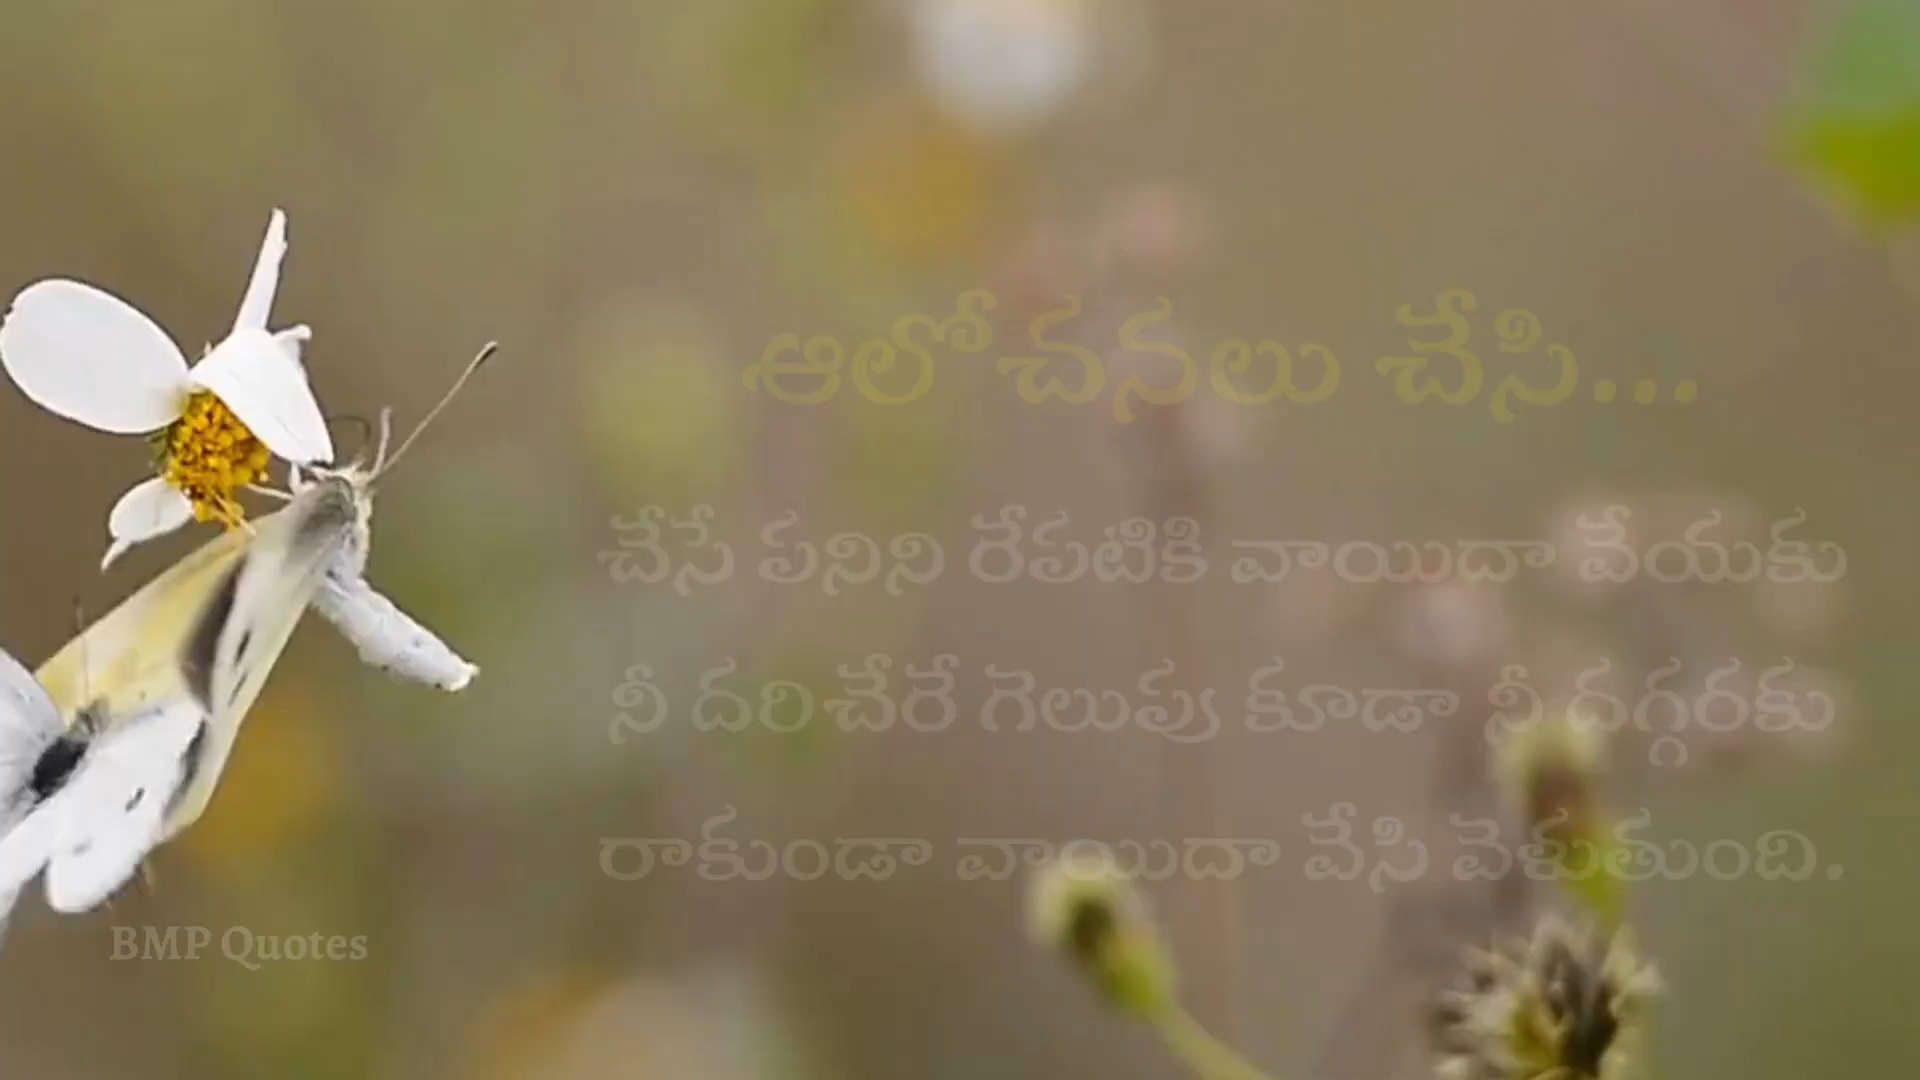 ఆలోచనలు చేసి...
చేసే పనిని రేపటికి వాయిదా వేయకు
నీ దరిచేరే గెలుపు కూడా నీ దగ్గరకు
రాకుండా వాయిదా వేసి వెళుతుంది.
BMP Quotes